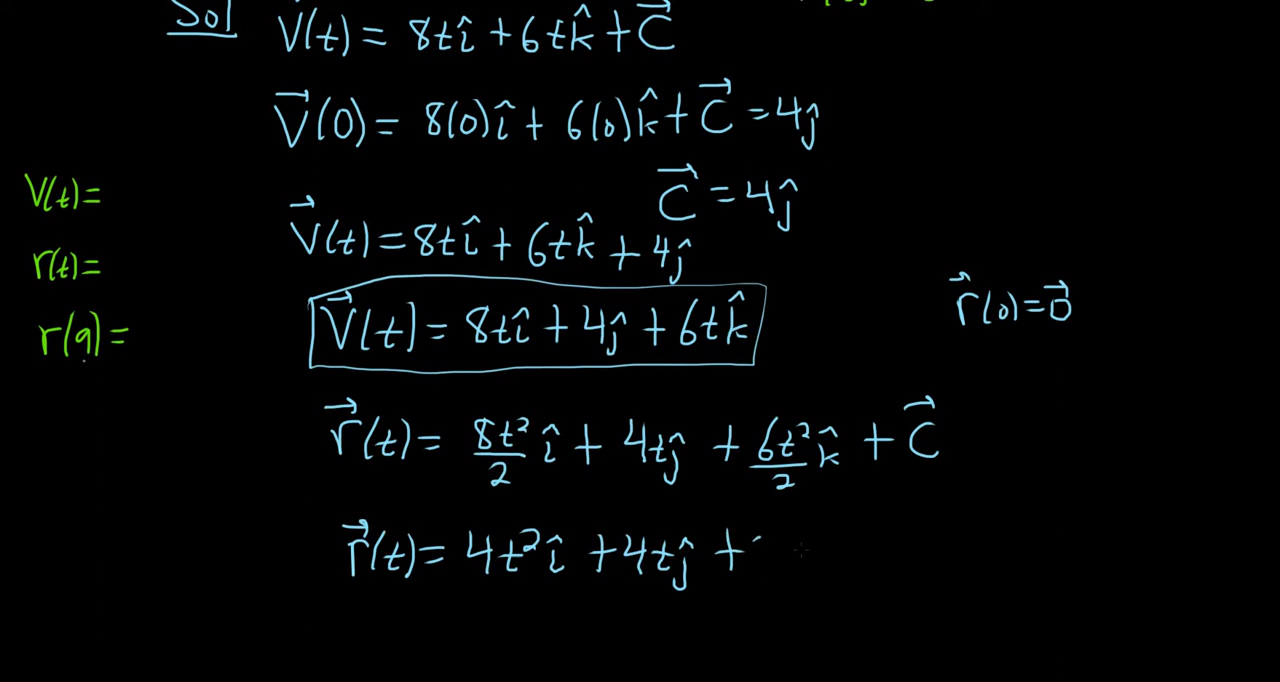 Sol V⃗(t) = 8tî + 6tk̂ + C⃗
V⃗(0) = 8(0)î + 6(0)k̂ + C⃗ = 4ĵ
V(t) =
C⃗ = 4ĵ
V⃗(t) = 8tî + 6tk̂ + 4ĵ
r(t) =
r⃗(0) = 0⃗
r(9) =
V⃗(t) = 8tî + 4ĵ + 6tk̂
r⃗(t) = 8t²/2 î + 4tĵ + 6t²/2 k̂ + C⃗
r⃗(t) = 4t²î + 4tĵ +